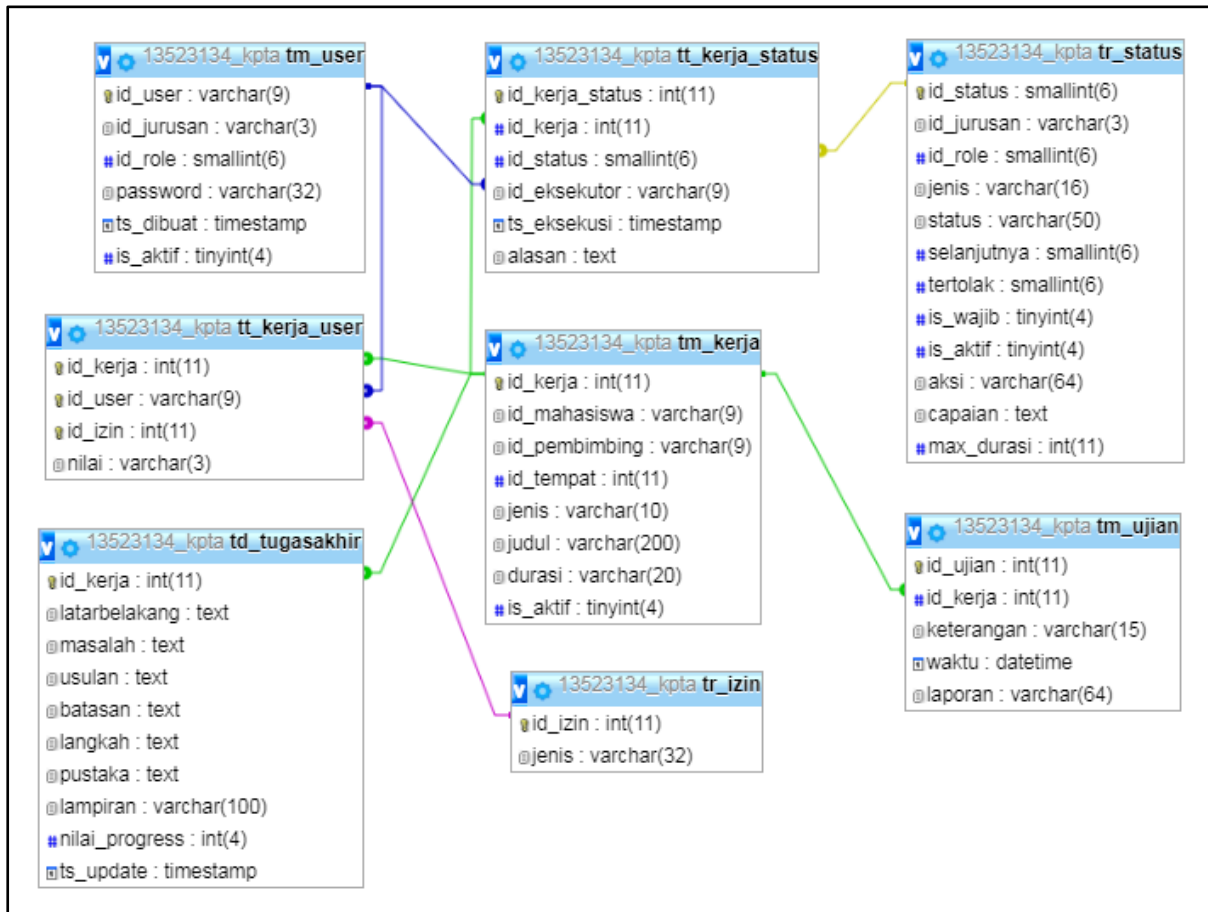 13523134_kpta tm_user
id_user : varchar(9)
id_jurusan : varchar(3)
id_role : smallint(6)
password : varchar(32)
ts_dibuat : timestamp
is_aktif : tinyint(4)
13523134_kpta tt_kerja_status
id_kerja_status : int(11)
id_kerja : int(11)
id_status : smallint(6)
id_eksekutor : varchar(9)
ts_eksekusi : timestamp
alasan : text
13523134_kpta tr_status
id_status : smallint(6)
id_jurusan : varchar(3)
id_role : smallint(6)
jenis : varchar(16)
status : varchar(50)
selanjutnya : smallint(6)
tertolak : smallint(6)
is_wajib : tinyint(4)
is_aktif : tinyint(4)
aksi : varchar(64)
capaian : text
max_durasi : int(11)
13523134_kpta tt_kerja_user
id_kerja : int(11)
id_user : varchar(9)
id_izin : int(11)
nilai : varchar(3)
13523134_kpta tm_kerja
id_kerja : int(11)
id_mahasiswa : varchar(9)
id_pembimbing : varchar(9)
id_tempat : int(11)
jenis : varchar(10)
judul : varchar(200)
durasi : varchar(20)
is_aktif : tinyint(4)
13523134_kpta td_tugasakhir
id_kerja : int(11)
latarbelakang : text
masalah : text
usulan : text
batasan : text
langkah : text
pustaka : text
lampiran : varchar(100)
nilai_progress : int(4)
ts_update : timestamp
13523134_kpta tm_ujian
id_ujian : int(11)
id_kerja : int(11)
keterangan : varchar(15)
waktu : datetime
laporan : varchar(64)
13523134_kpta tr_izin
id_izin : int(11)
jenis : varchar(32)